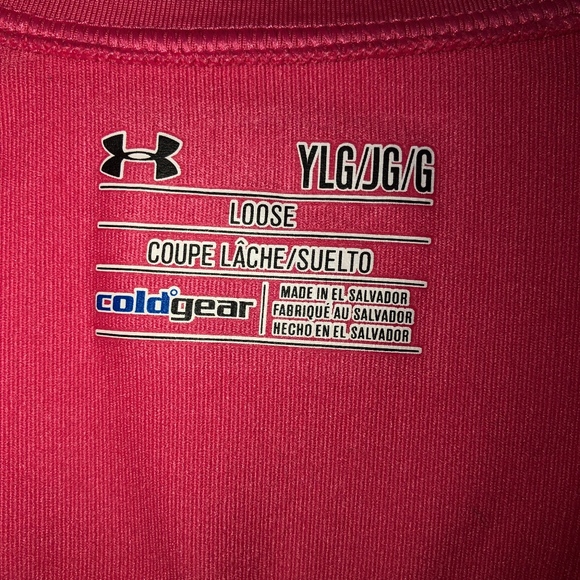 YLG/JG/G
LOOSE
COUPE LÂCHE/SUELTO
coldgear
MADE IN EL SALVADOR
FABRIQUÉ AU SALVADOR
HECHO EN EL SALVADOR